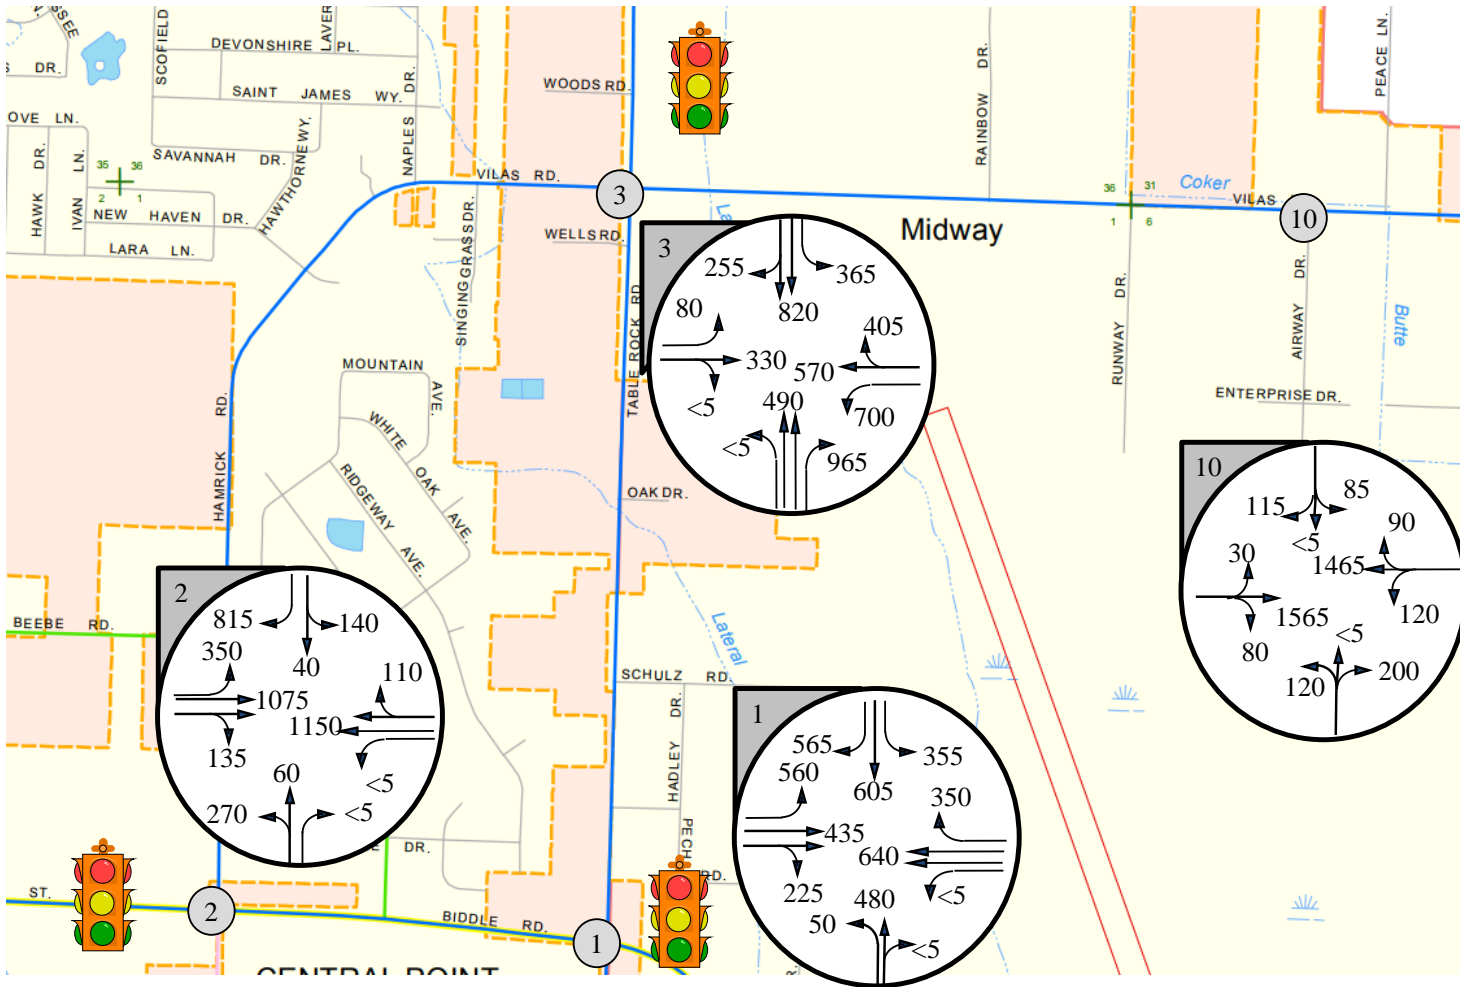 SSEE
DR.
OVE LN.
HAWK DR.
IVAN LN.
SCOFIELD
LAVER
DEVONSHIRE PL.
SAINT JAMES WY.
NAPLES DR.
SAVANNAH DR.
HAWTHORNE WY.
35 36
2 1
NEW HAVEN DR.
LARA LN.
VILAS RD.
SINGINGRASS DR.
WOODS RD.
WELLS RD.
3
TABLE ROCK RD.
RAINBOW DR.
PEACE LN.
36 31
1 6
Coker
VILAS
10
Midway
RUNWAY DR.
AIRWAY DR.
Butte
ENTERPRISE DR.
3
255
365
80
820
405
330
570
<5
490
700
<5
965
MOUNTAIN AVE.
WHITE OAK AVE.
RIDGEWAY AVE.
HAMRICK RD.
OAK DR.
10
115
85
<5
90
30
1465
1565
<5
120
80
120
200
BEEBE RD.
2
815
140
350
40
110
1075
1150
135
<5
60
270
<5
Lateral
SCHULZ RD.
HADLEY DR.
PECH RD.
1
565
355
560
605
350
435
640
225
<5
480
50
<5
DR.
ST.
2
BIDDLE RD.
1
CENTRAL POINT